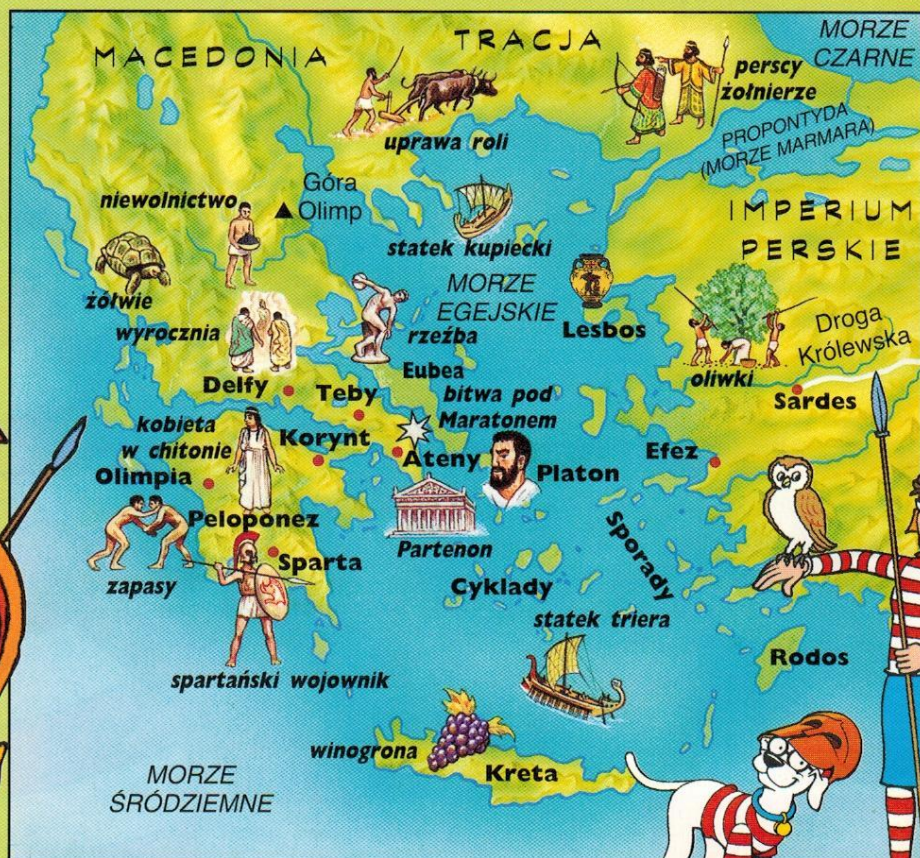 MACEDONIA
TRACJA
MORZE
CZARNE
perscy
żołnierze
uprawa roli
PROPONTYDA
(MORZE MARMARA)
niewolnictwo
Góra
Olimp
IMPERIUM
PERSKIE
statek kupiecki
MORZE
EGEJSKIE
żółwie
wyrocznia
rzeźba
Lesbos
Droga
Królewska
Eubea
oliwki
Delfy
Teby
bitwa pod
Maratonem
Sardes
kobieta
w chitonie
Korynt
Ateny
Platon
Efez
Olimpia
Peloponez
Partenon
Sporady
Sparta
zapasy
Cyklady
statek triera
Rodos
spartański wojownik
winogrona
Kreta
MORZE
ŚRÓDZIEMNE